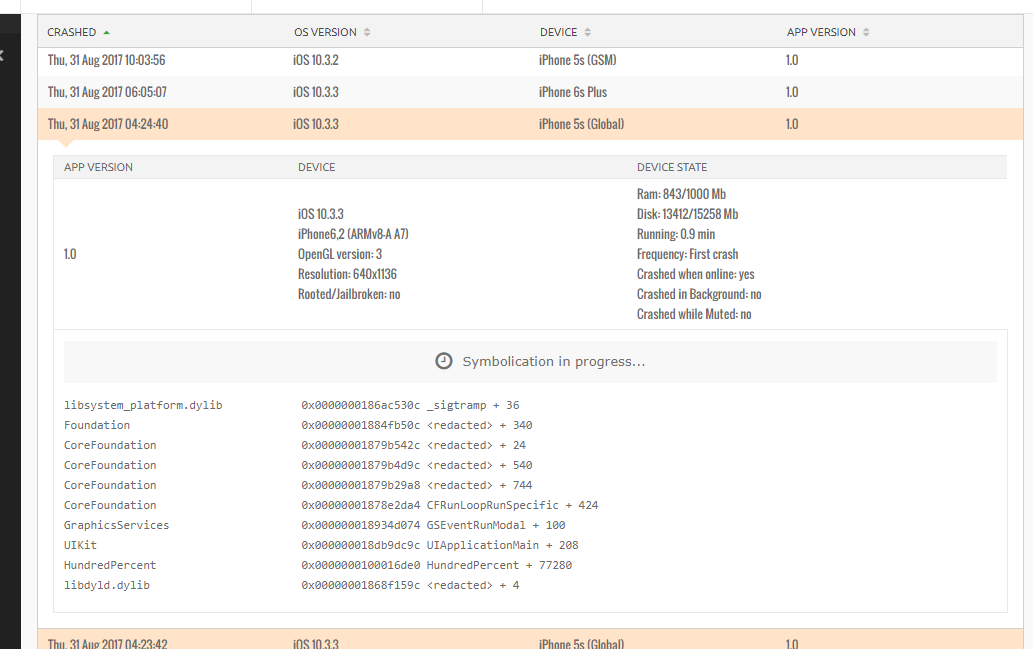 CRASHED OS VERSION DEVICE APP VERSION
Thu, 31 Aug 2017 10:03:56 iOS 10.3.2 iPhone 5s (GSM) 1.0
Thu, 31 Aug 2017 06:05:07 iOS 10.3.3 iPhone 6s Plus 1.0
Thu, 31 Aug 2017 04:24:40 iOS 10.3.3 iPhone 5s (Global) 1.0
APP VERSION DEVICE DEVICE STATE
Ram: 843/1000 Mb
iOS 10.3.3 Disk: 13412/15258 Mb
iPhone6,2 (ARMv8-A A7) Running: 0.9 min
1.0 OpenGL version: 3 Frequency: First crash
Resolution: 640x1136 Crashed when online: yes
Rooted/Jailbroken: no Crashed in Background: no
Crashed while Muted: no
Symbolication in progress...
libsystem_platform.dylib 0x0000000186ac530c _sigtramp + 36
Foundation 0x00000001884fb50c <redacted> + 340
CoreFoundation 0x00000001879b542c <redacted> + 24
CoreFoundation 0x00000001879b4d9c <redacted> + 540
CoreFoundation 0x00000001879b29a8 <redacted> + 744
CoreFoundation 0x00000001878e2da4 CFRunLoopRunSpecific + 424
GraphicsServices 0x000000018934d074 GSEventRunModal + 100
UIKit 0x000000018db9dc9c UIApplicationMain + 208
HundredPercent 0x0000000100016de0 HundredPercent + 77280
libdyld.dylib 0x00000001868f159c <redacted> + 4
Thu, 31 Aug 2017 04:23:42 iOS 10.3.3 iPhone 5s (Global) 1.0